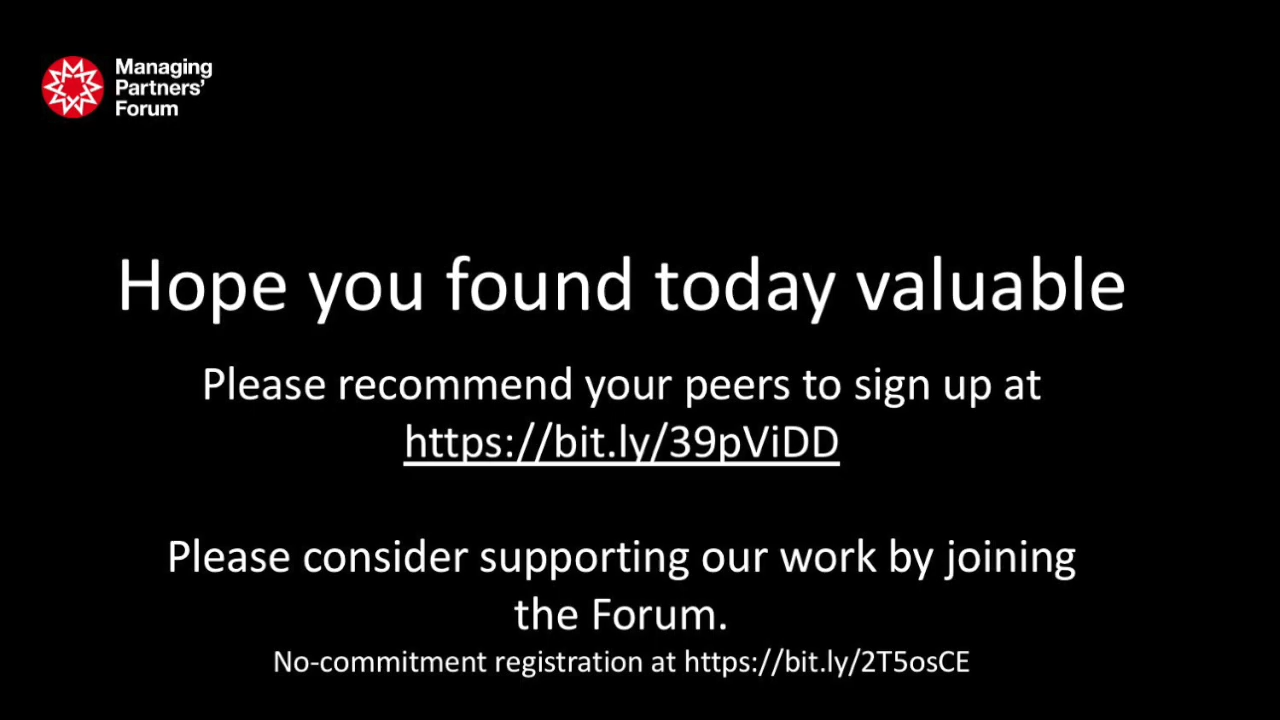 Managing
Partners’
Forum
Hope you found today valuable
Please recommend your peers to sign up at
https://bit.ly/39pViDD
Please consider supporting our work by joining
the Forum.
No-commitment registration at https://bit.ly/2T5osCE